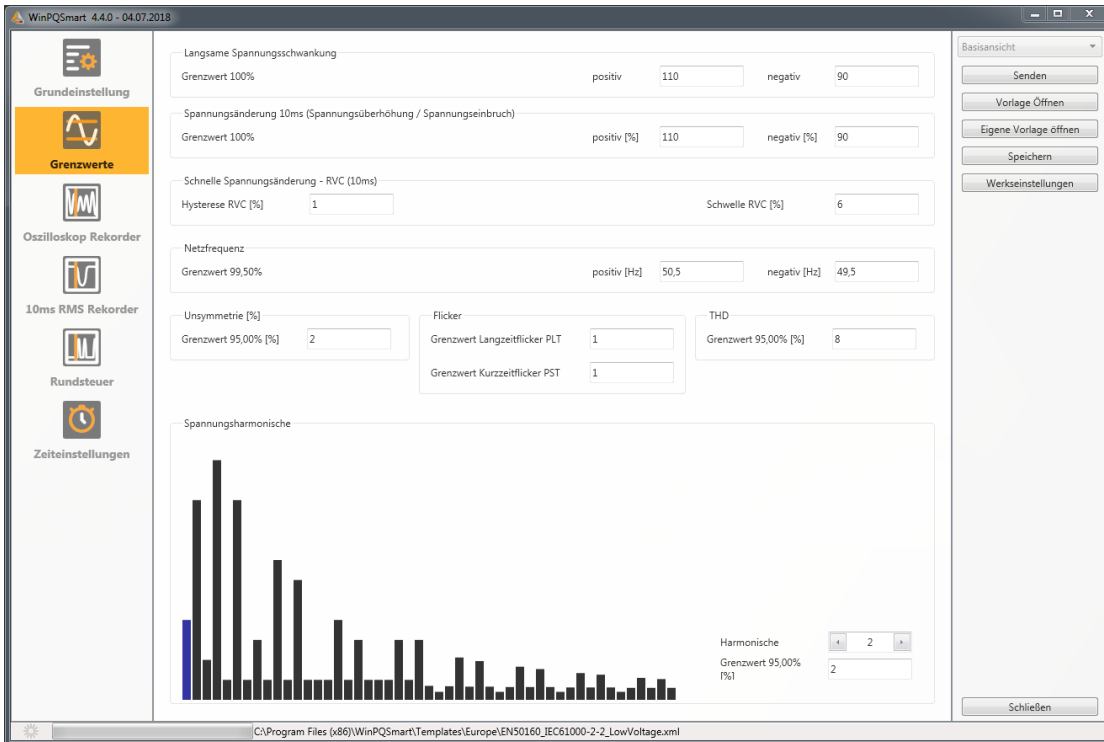 WinPQSmart 4.4.0 - 04.07.2018
Grundeinstellung
Grenzwerte
Oszilloskop Rekorder
10ms RMS Rekorder
Rundsteuer
Zeiteinstellungen
Langsame Spannungsschwankung
Grenzwert 100% positiv 110 negativ 90
Spannungsänderung 10ms (Spannungsüberhöhung / Spannungseinbruch)
Grenzwert 100% positiv [%] 110 negativ [%] 90
Schnelle Spannungsänderung - RVC (10ms)
Hysterese RVC [%] 1 Schwelle RVC [%] 6
Netzfrequenz
Grenzwert 99,50% positiv [Hz] 50,5 negativ [Hz] 49,5
Unsymmetrie [%]
Grenzwert 95,00% [%] 2
Flicker
Grenzwert Langzeitflicker PLT 1
Grenzwert Kurzzeitflicker PST 1
THD
Grenzwert 95,00% [%] 8
Spannungsharmonische
Harmonische 2
Grenzwert 95,00%
[%] 2
Basisansicht
Senden
Vorlage Öffnen
Eigene Vorlage öffnen
Speichern
Werkseinstellungen
Schließen
C:\Program Files (x86)\WinPQSmart\Templates\Europe\EN50160_IEC61000-2-2_LowVoltage.xml